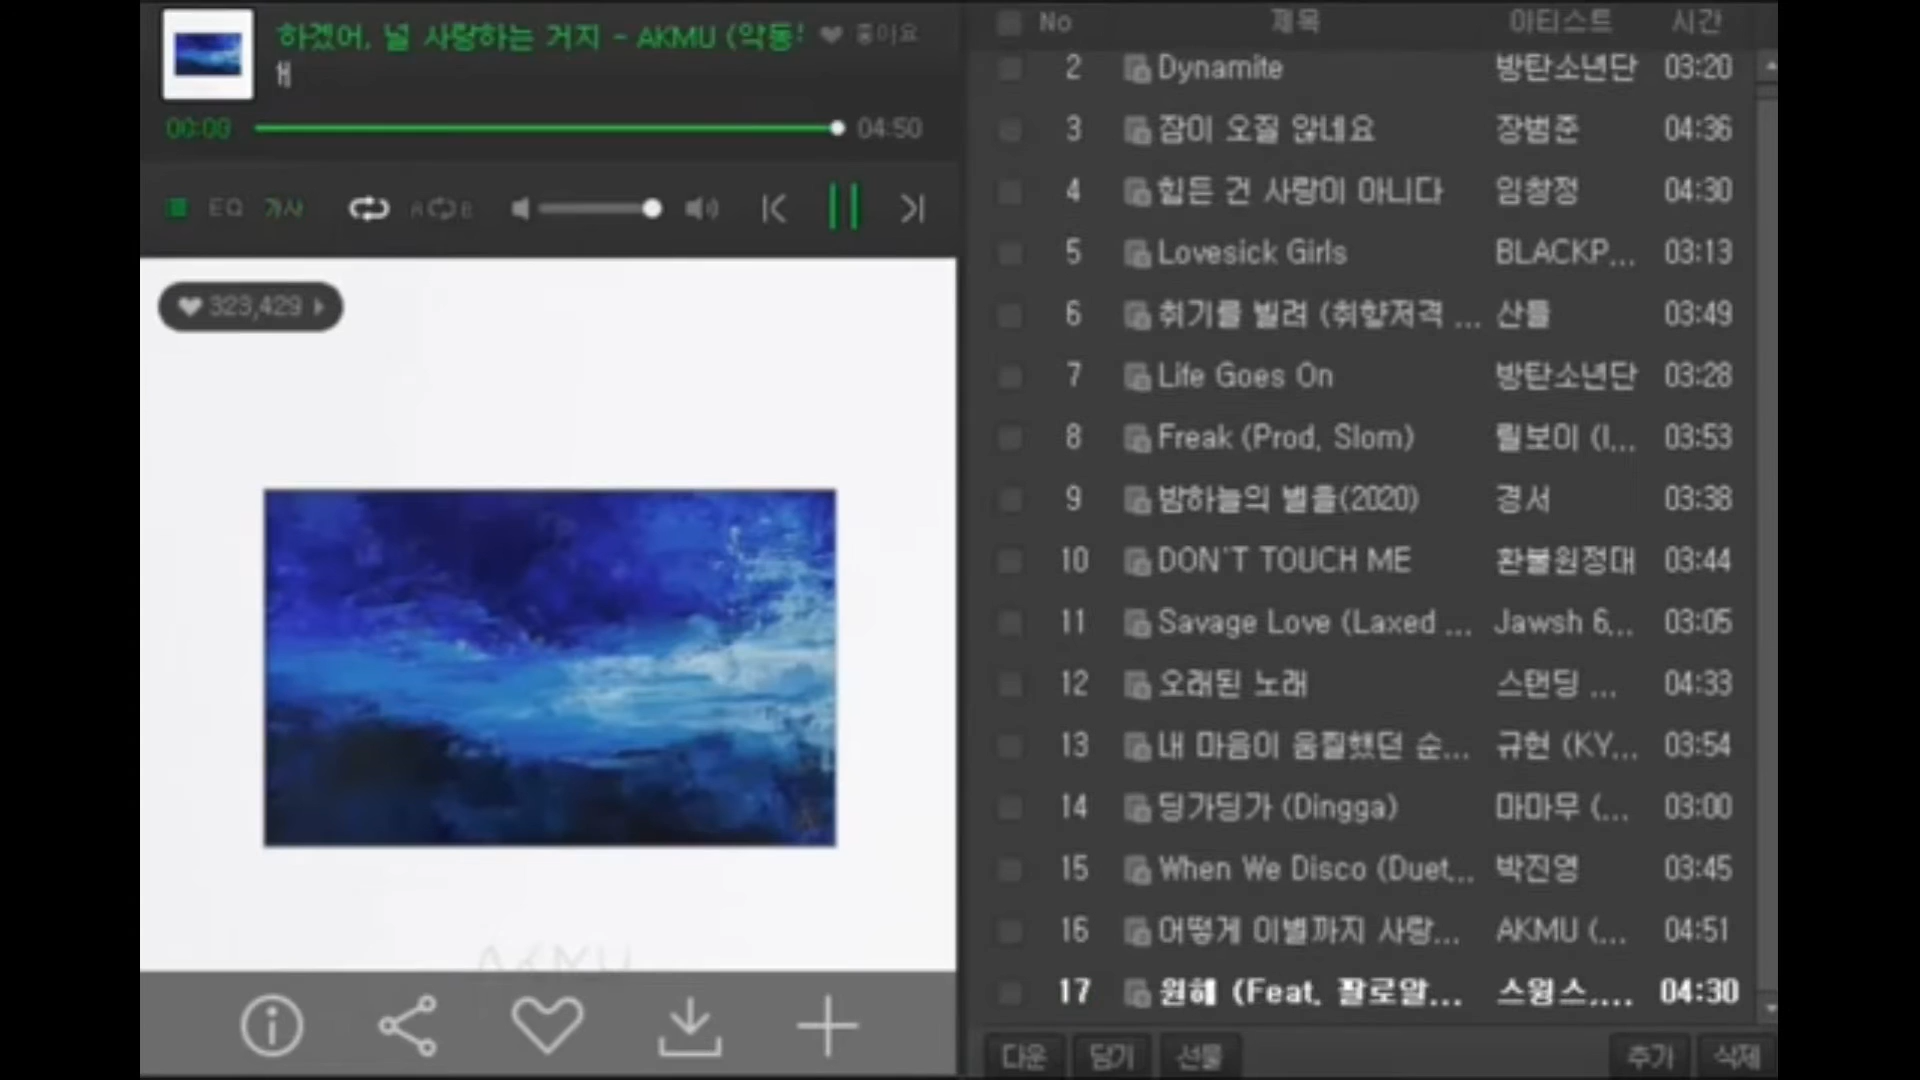 하겠어, 널 사랑하는 거지 - AKMU (악동
좋아요
04:50
EQ 가사
A B
323,429
AKMU
No 제목 아티스트 시간
2 Dynamite 방탄소년단 03:20
3 잠이 오질 않네요 장범준 04:36
4 힘든 건 사랑이 아니다 임창정 04:30
5 Lovesick Girls BLACKP... 03:13
6 취기를 빌려 (취향저격 ... 산들 03:49
7 Life Goes On 방탄소년단 03:28
8 Freak (Prod. Slom) 릴보이 (l... 03:53
9 밤하늘의 별을(2020) 경서 03:38
10 DON'T TOUCH ME 환불원정대 03:44
11 Savage Love (Laxed ... Jawsh 6... 03:05
12 오래된 노래 스탠딩 ... 04:33
13 내 마음이 움찔했던 순... 규현 (KY... 03:54
14 딩가딩가 (Dingga) 마마무 (... 03:00
15 When We Disco (Duet... 박진영 03:45
16 어떻게 이별까지 사랑... AKMU (... 04:51
17 원해 (Feat. 팔로알... 스윙스,... 04:30
다운 담기 선물 추가 삭제